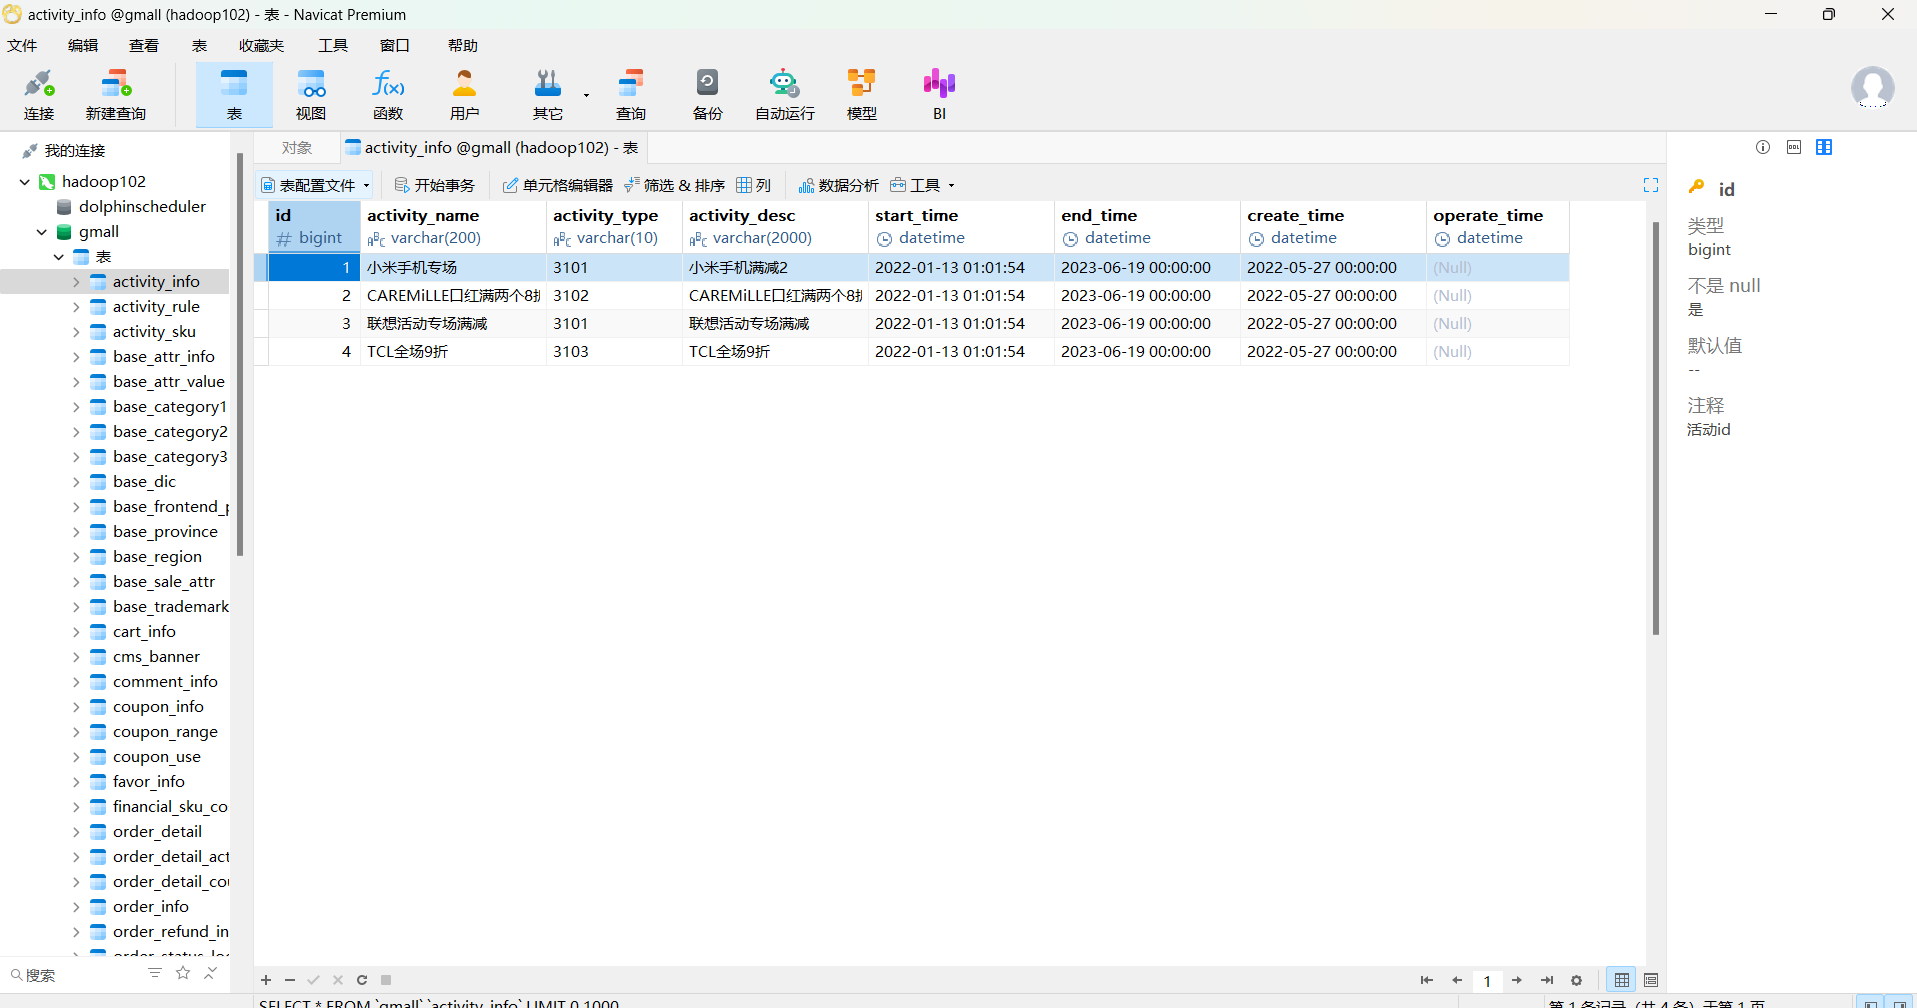 activity_info @gmall (hadoop102) - 表 - Navicat Premium
文件 编辑 查看 表 收藏夹 工具 窗口 帮助
连接 新建查询 表 视图 函数 用户 其它 查询 备份 自动运行 模型 BI
我的连接
hadoop102
dolphinscheduler
gmall
表
activity_info
activity_rule
activity_sku
base_attr_info
base_attr_value
base_category1
base_category2
base_category3
base_dic
base_frontend_p
base_province
base_region
base_sale_attr
base_trademark
cart_info
cms_banner
comment_info
coupon_info
coupon_range
coupon_use
favor_info
financial_sku_co
order_detail
order_detail_act
order_detail_cou
order_info
order_refund_in
order_status_log
搜索
对象 activity_info @gmall (hadoop102) - 表
表配置文件 开始事务 单元格编辑器 筛选 & 排序 列 数据分析 工具
id activity_name activity_type activity_desc start_time end_time create_time operate_time
# bigint varchar(200) varchar(10) varchar(2000) datetime datetime datetime datetime
1 小米手机专场 3101 小米手机满减2 2022-01-13 01:01:54 2023-06-19 00:00:00 2022-05-27 00:00:00 (Null)
2 CAREMiLLE口红满两个8折 3102 CAREMiLLE口红满两个8折 2022-01-13 01:01:54 2023-06-19 00:00:00 2022-05-27 00:00:00 (Null)
3 联想活动专场满减 3101 联想活动专场满减 2022-01-13 01:01:54 2023-06-19 00:00:00 2022-05-27 00:00:00 (Null)
4 TCL全场9折 3103 TCL全场9折 2022-01-13 01:01:54 2023-06-19 00:00:00 2022-05-27 00:00:00 (Null)
1
SELECT * FROM `gmall`.`activity_info` LIMIT 0,1000
第 1 条记录 (共 4 条) 于第 1 页
id
类型
bigint
不是 null
是
默认值
--
注释
活动id